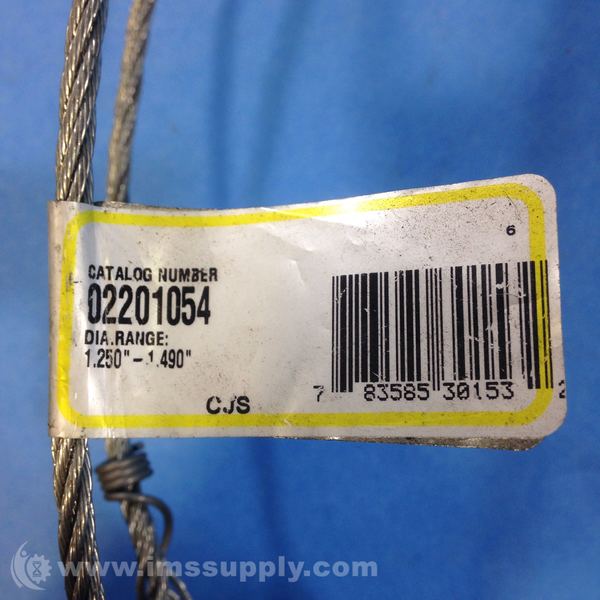 6
CATALOG NUMBER
02201054
DIA.RANGE:
1.250" - 1.490"
CJS
7 83585 30153 2
www.imssupply.com